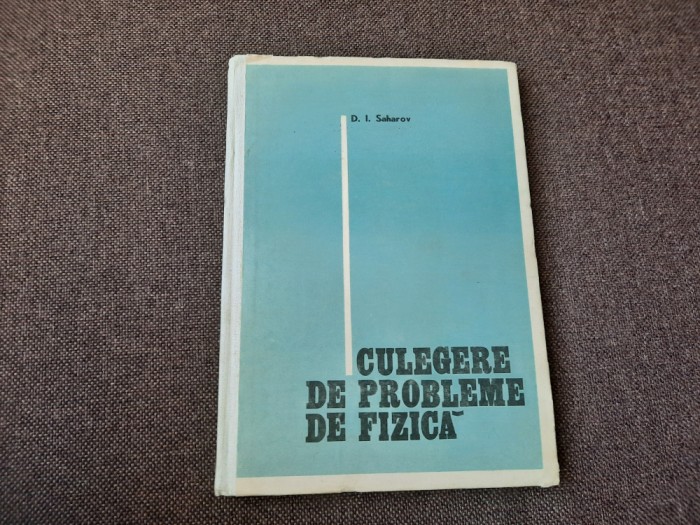 D. I. Saharov
CULEGERE
DE PROBLEME
DE FIZICĂ